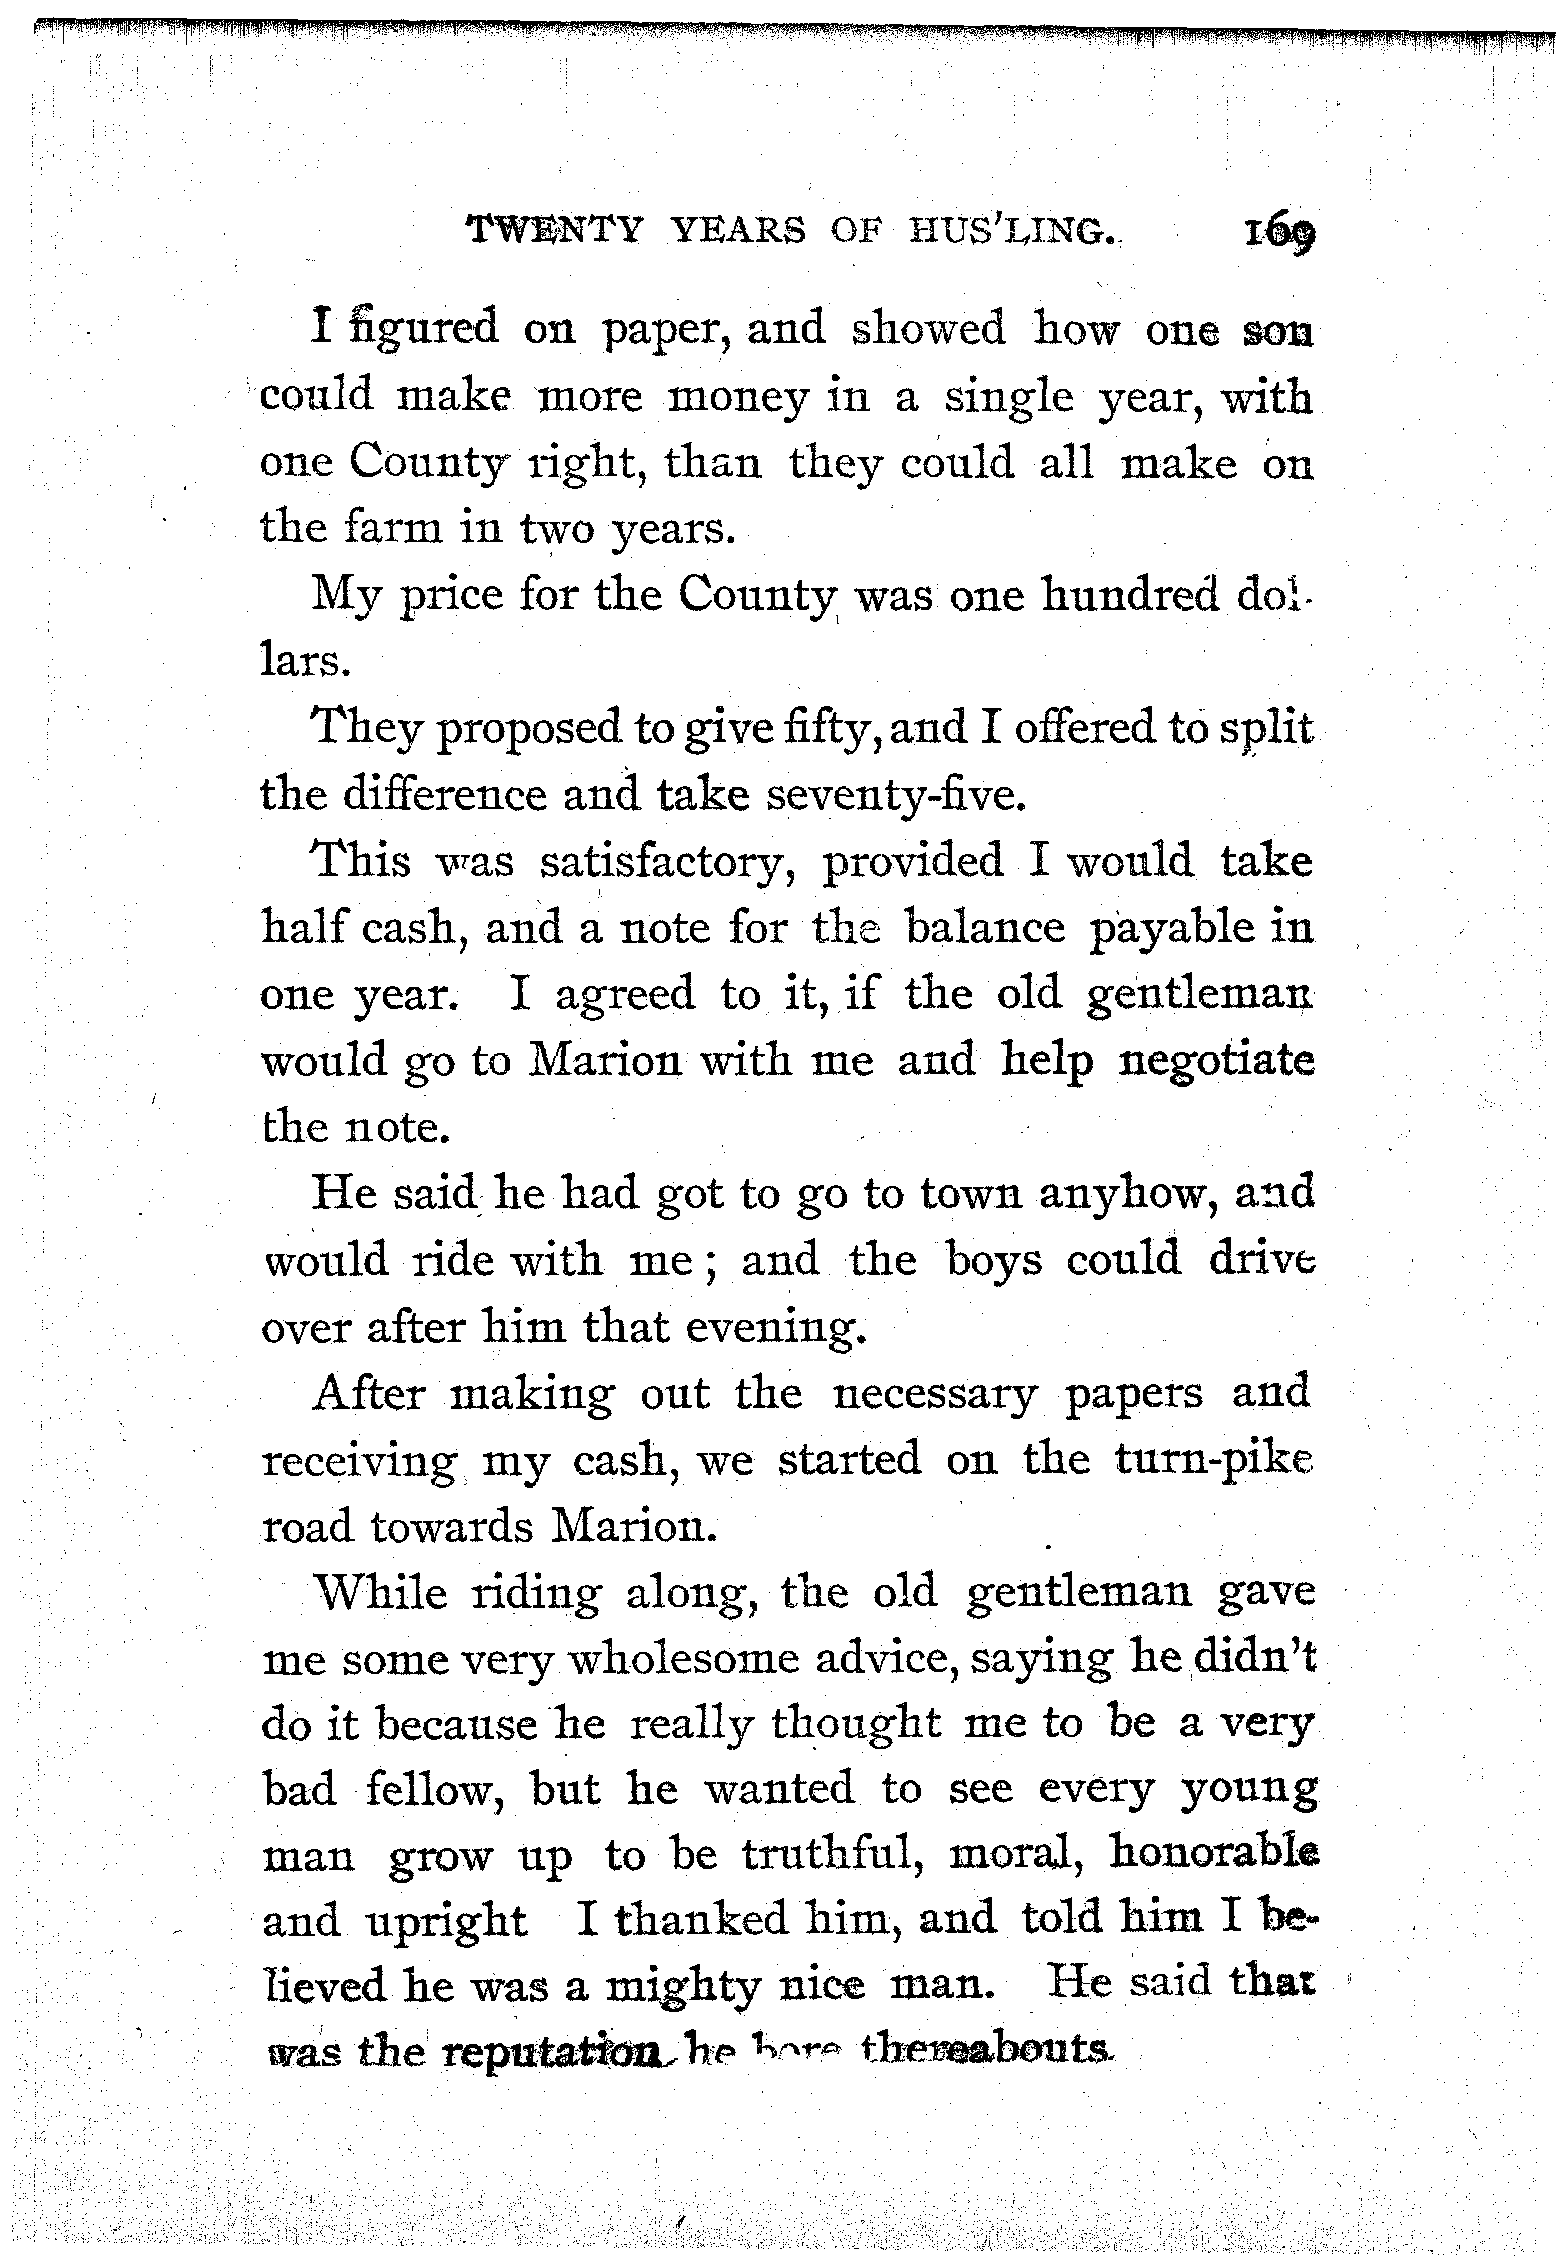 TWENTY YEARS OF HUS'LING. 169
I figured on paper, and showed how one son
could make more money in a single year, with
one County right, than they could all make on
the farm in two years.
My price for the County was one hundred dol-
lars.
They proposed to give fifty, and I offered to split
the difference and take seventy-five.
This was satisfactory, provided I would take
half cash, and a note for the balance payable in
one year. I agreed to it, if the old gentleman
would go to Marion with me and help negotiate
the note.
He said he had got to go to town anyhow, and
would ride with me; and the boys could drive
over after him that evening.
After making out the necessary papers and
receiving my cash, we started on the turn-pike
road towards Marion.
While riding along, the old gentleman gave
me some very wholesome advice, saying he didn't
do it because he really thought me to be a very
bad fellow, but he wanted to see every young
man grow up to be truthful, moral, honorable
and upright I thanked him, and told him I be-
lieved he was a mighty nice man. He said that
was the reputation he bore thereabouts.